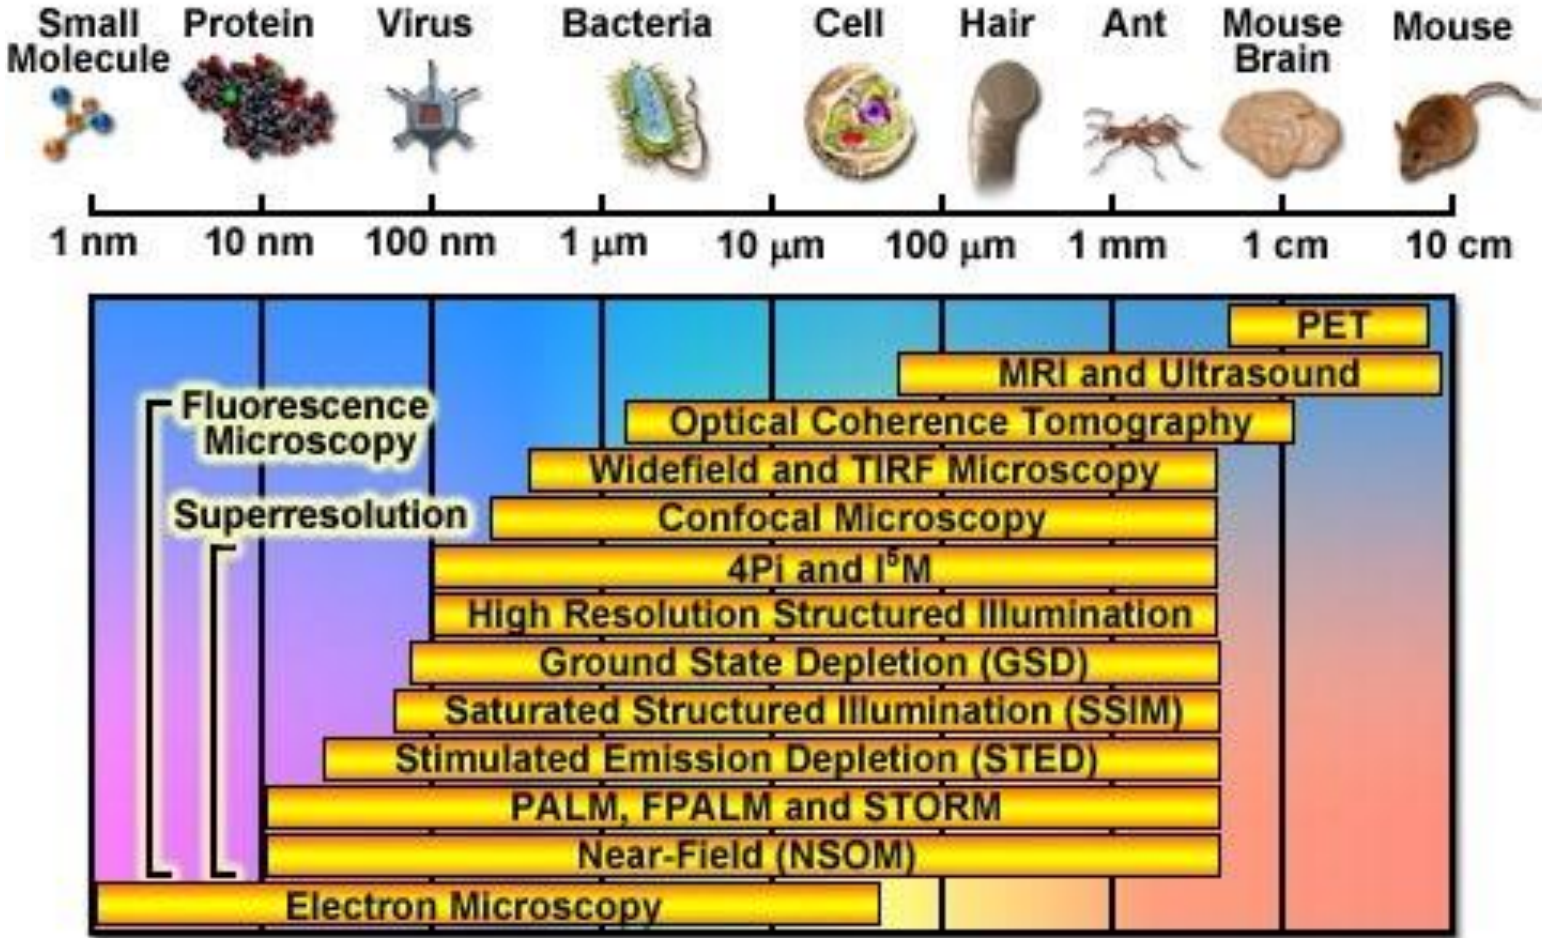 Small
Molecule
Protein
Virus
Bacteria
Cell
Hair
Ant
Mouse
Brain
Mouse
1 nm
10 nm
100 nm
1 μm
10 μm
100 μm
1 mm
1 cm
10 cm
PET
MRI and Ultrasound
Fluorescence
Microscopy
Optical Coherence Tomography
Widefield and TIRF Microscopy
Superresolution
Confocal Microscopy
4Pi and I⁵M
High Resolution Structured Illumination
Ground State Depletion (GSD)
Saturated Structured Illumination (SSIM)
Stimulated Emission Depletion (STED)
PALM, FPALM and STORM
Near-Field (NSOM)
Electron Microscopy